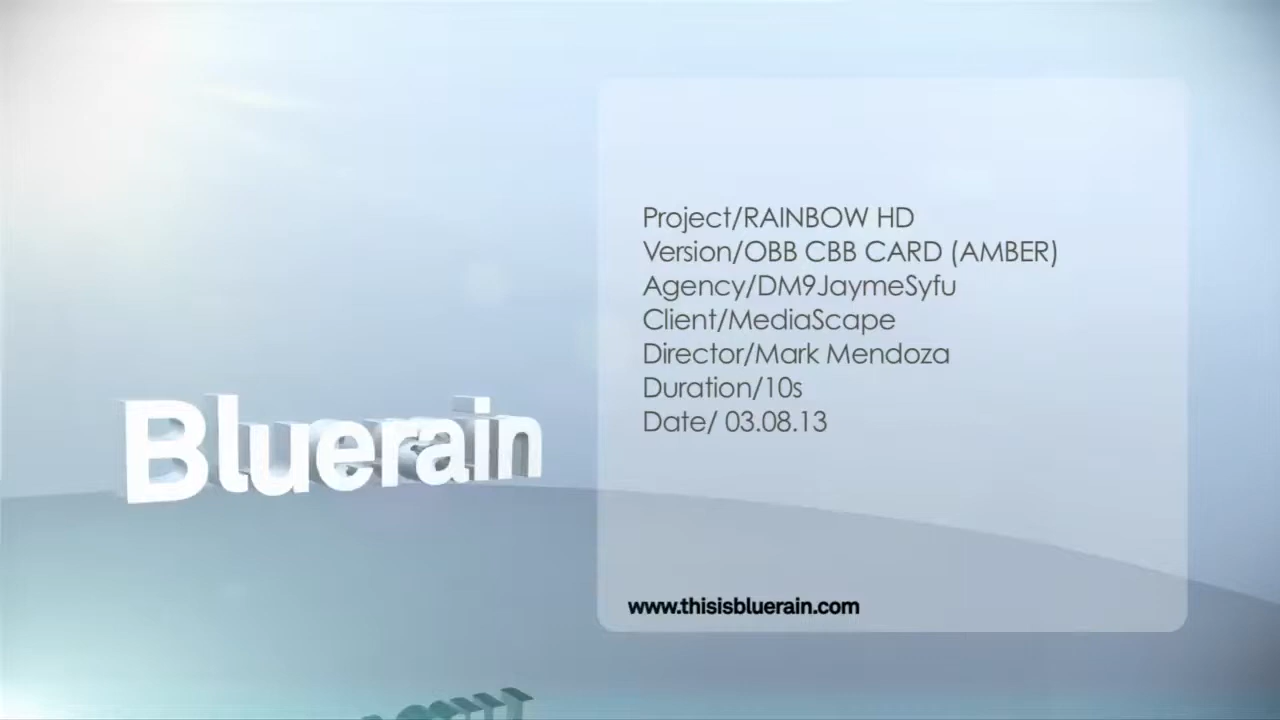 Bluerain
Project/RAINBOW HD
Version/OBB CBB CARD (AMBER)
Agency/DM9JaymeSyfu
Client/MediaScape
Director/Mark Mendoza
Duration/10s
Date/ 03.08.13
www.thisisbluerain.com